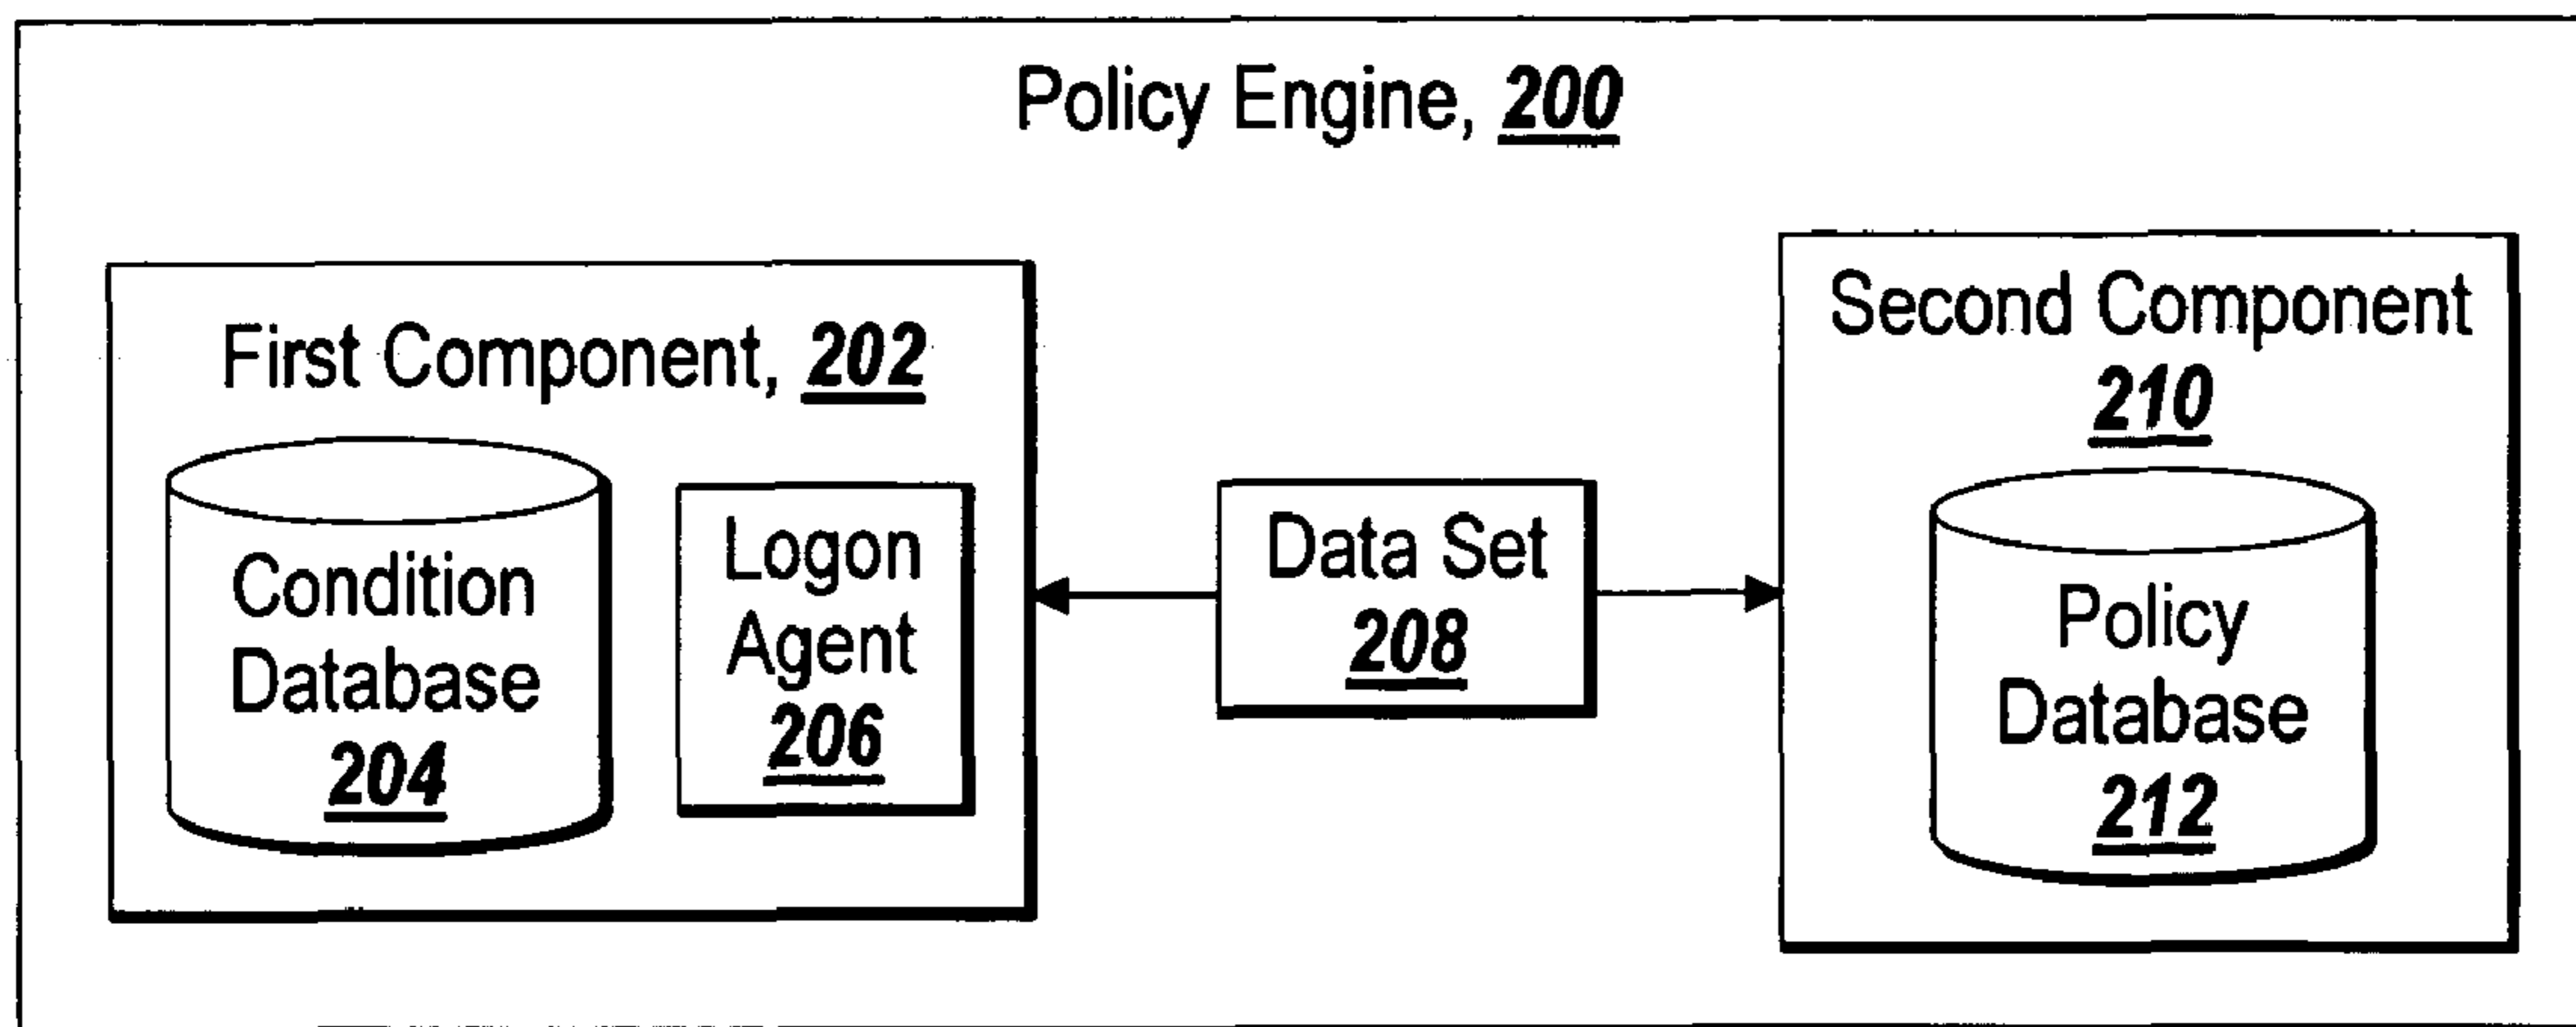 Policy Engine, 200
First Component, 202
Condition
Database
204
Logon
Agent
206
Data Set
208
Second Component
210
Policy
Database
212